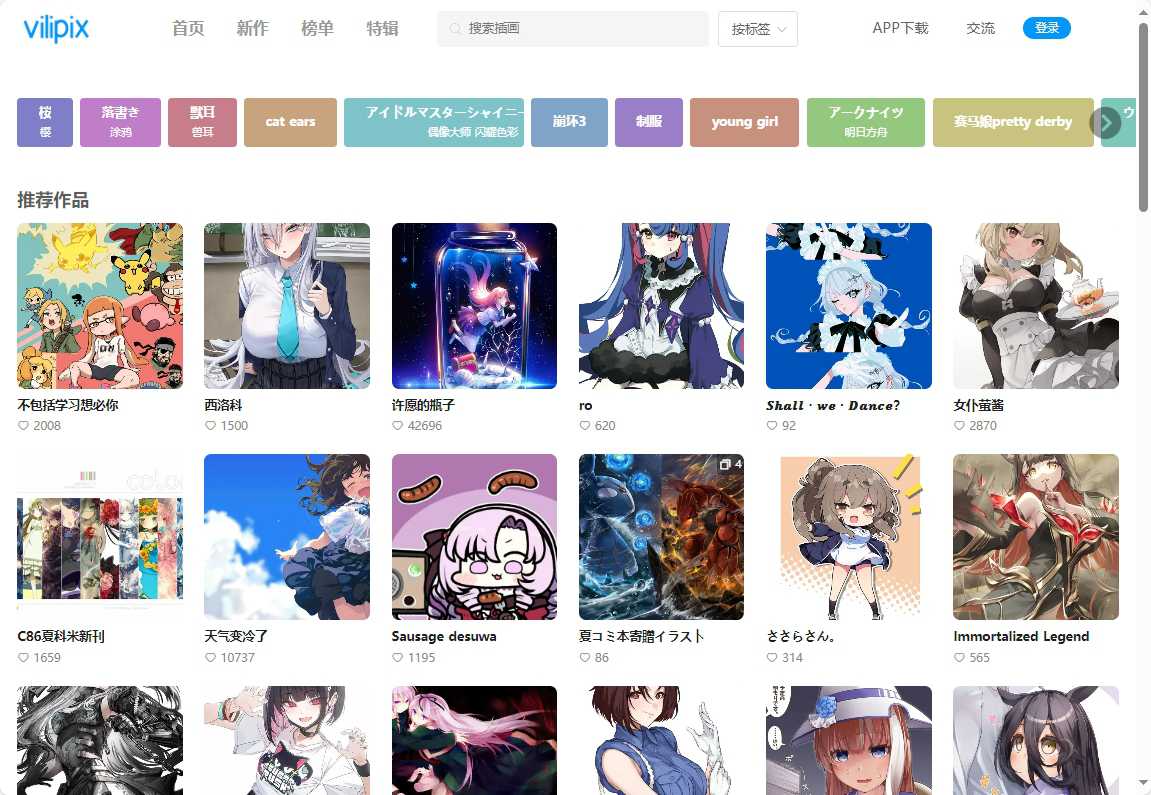 vilipix
首页 新作 榜单 特辑 搜索插画 按标签 APP下载 交流 登录
桜
樱
落書き
涂鸦
獣耳
兽耳
cat ears
アイドルマスターシャイニー
偶像大师 闪耀色彩
崩坏3
制服
young girl
アークナイツ
明日方舟
赛马娘pretty derby
ウ
推荐作品
不包括学习想必你 西洛科 许愿的瓶子 ro Shall · we · Dance? 女仆萤酱
2008 1500 42696 620 92 2870
4
C86夏科米新刊 天气变冷了 Sausage desuwa 夏コミ本寄贈イラスト ささらさん。 Immortalized Legend
1659 10737 1195 86 314 565